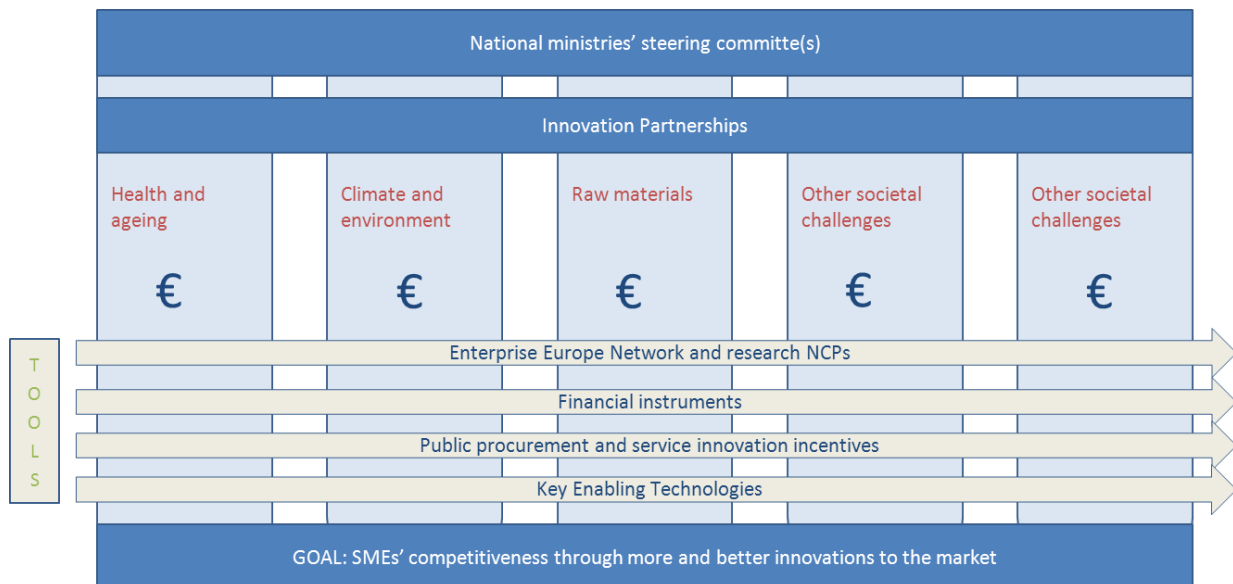 National ministries’ steering committe(s)
Innovation Partnerships
Health and
ageing
Climate and
environment
Raw materials
Other societal
challenges
Other societal
challenges
€
€
€
€
€
T
O
O
L
S
Enterprise Europe Network and research NCPs
Financial instruments
Public procurement and service innovation incentives
Key Enabling Technologies
GOAL: SMEs’ competitiveness through more and better innovations to the market